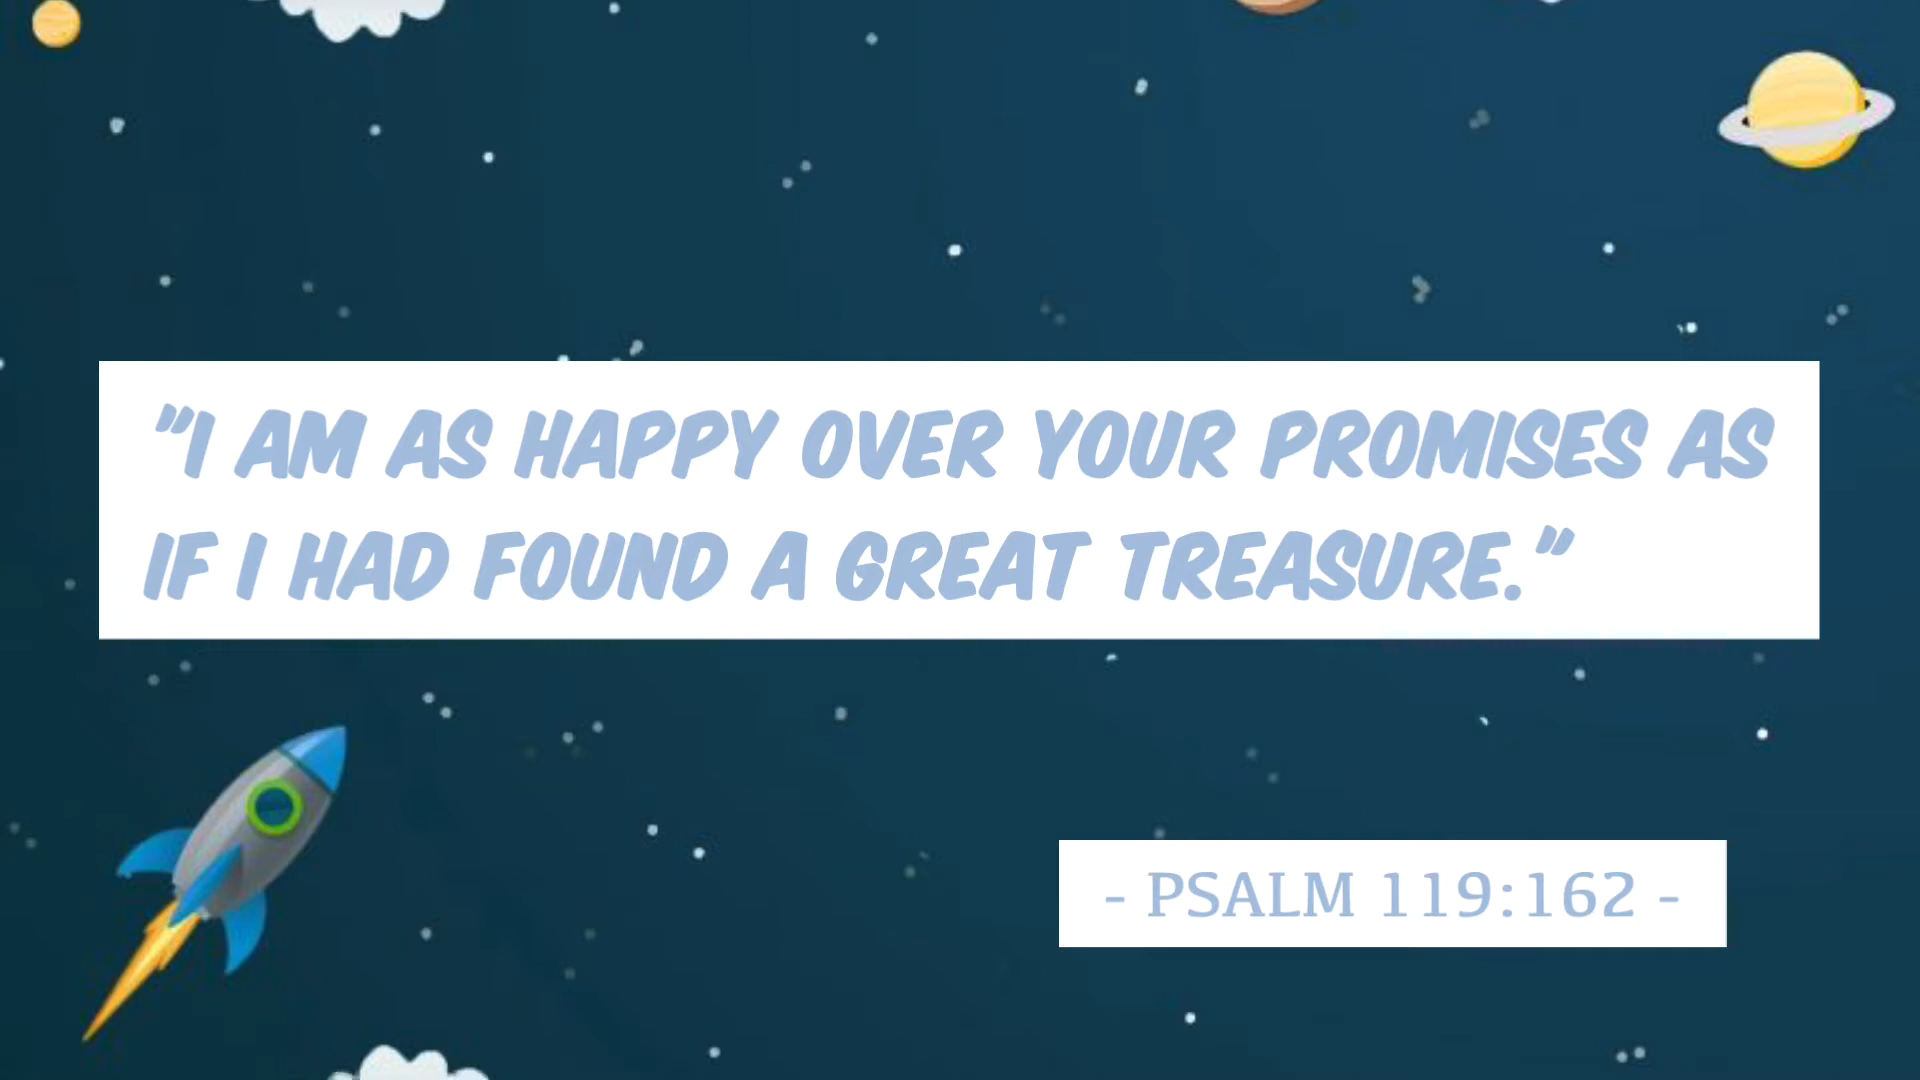 "I AM AS HAPPY OVER YOUR PROMISES AS
IF I HAD FOUND A GREAT TREASURE."
- PSALM 119:162 -